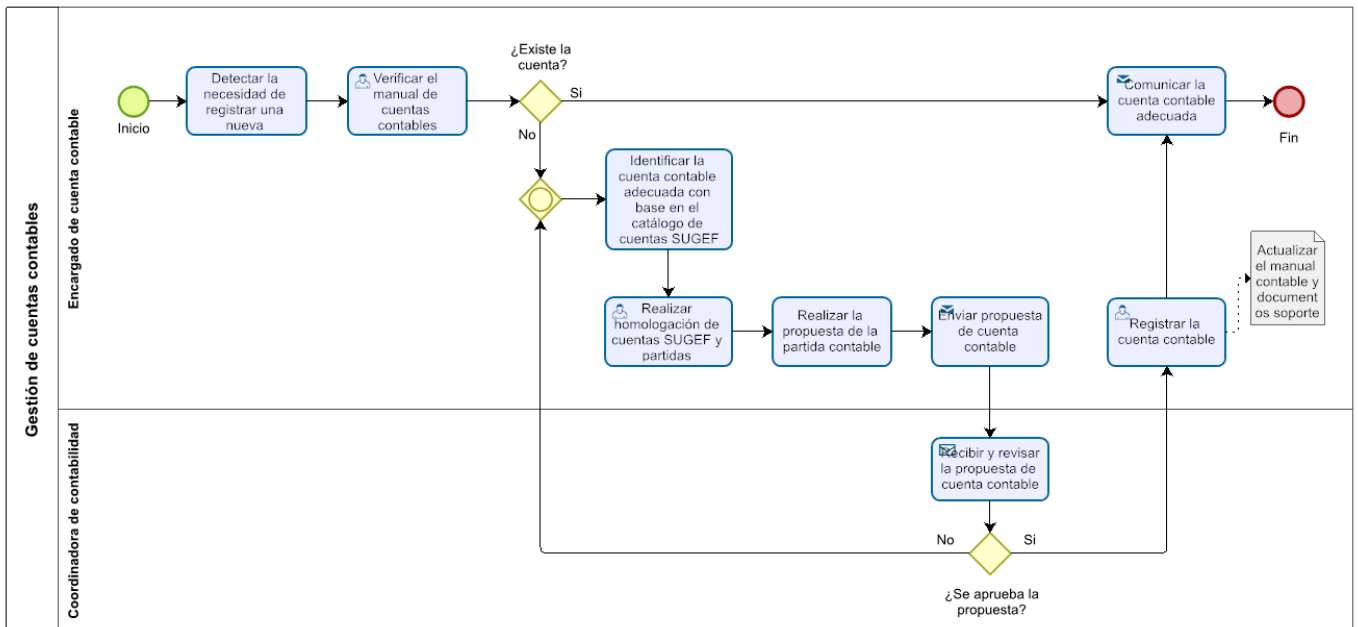 Gestión de cuentas contables
Encargado de cuenta contable
Inicio
Detectar la
necesidad de
registrar una
nueva
Verificar el
manual de
cuentas
contables
¿Existe la
cuenta?
Si
No
Comunicar la
cuenta contable
adecuada
Fin
Identificar la
cuenta contable
adecuada con
base en el
catálogo de
cuentas SUGEF
Realizar
homologación de
cuentas SUGEF y
partidas
Realizar la
propuesta de la
partida contable
Enviar propuesta
de cuenta
contable
Registrar la
cuenta contable
Actualizar
el manual
contable y
document
os soporte
Coordinadora de contabilidad
Recibir y revisar
la propuesta de
cuenta contable
No
Si
¿Se aprueba la
propuesta?